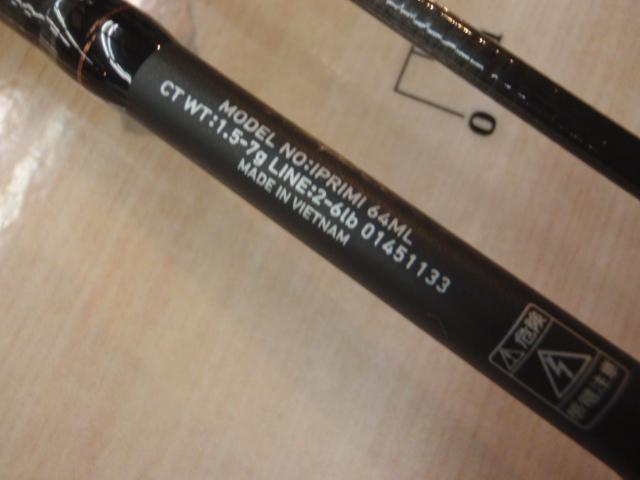 MODEL NO:IPRIMI 64ML
CT WT:1.5-7g LINE:2-6lb 01451133
MADE IN VIETNAM
危険
感電注意
0